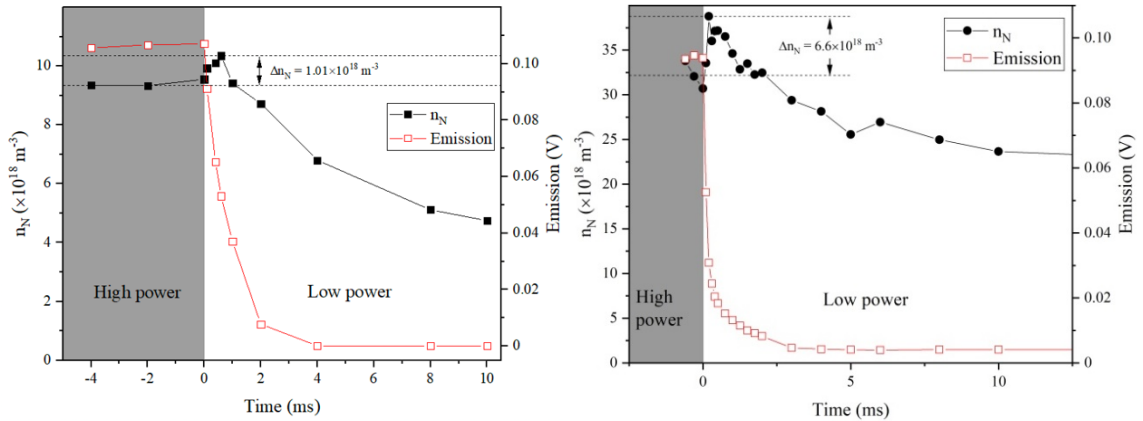 High power
Low power
Δn_N = 1.01×10^18 m^-3
n_N
Emission
n_N (×10^18 m^-3)
0
2
4
6
8
10
Emission (V)
0
0.02
0.04
0.06
0.08
0.10
-4
-2
0
2
4
6
8
10
Time (ms)
High
power
Low power
Δn_N = 6.6×10^18 m^-3
n_N
Emission
n_N (×10^18 m^-3)
0
5
10
15
20
25
30
35
Emission (V)
0
0.02
0.04
0.06
0.08
0.10
0
5
10
Time (ms)